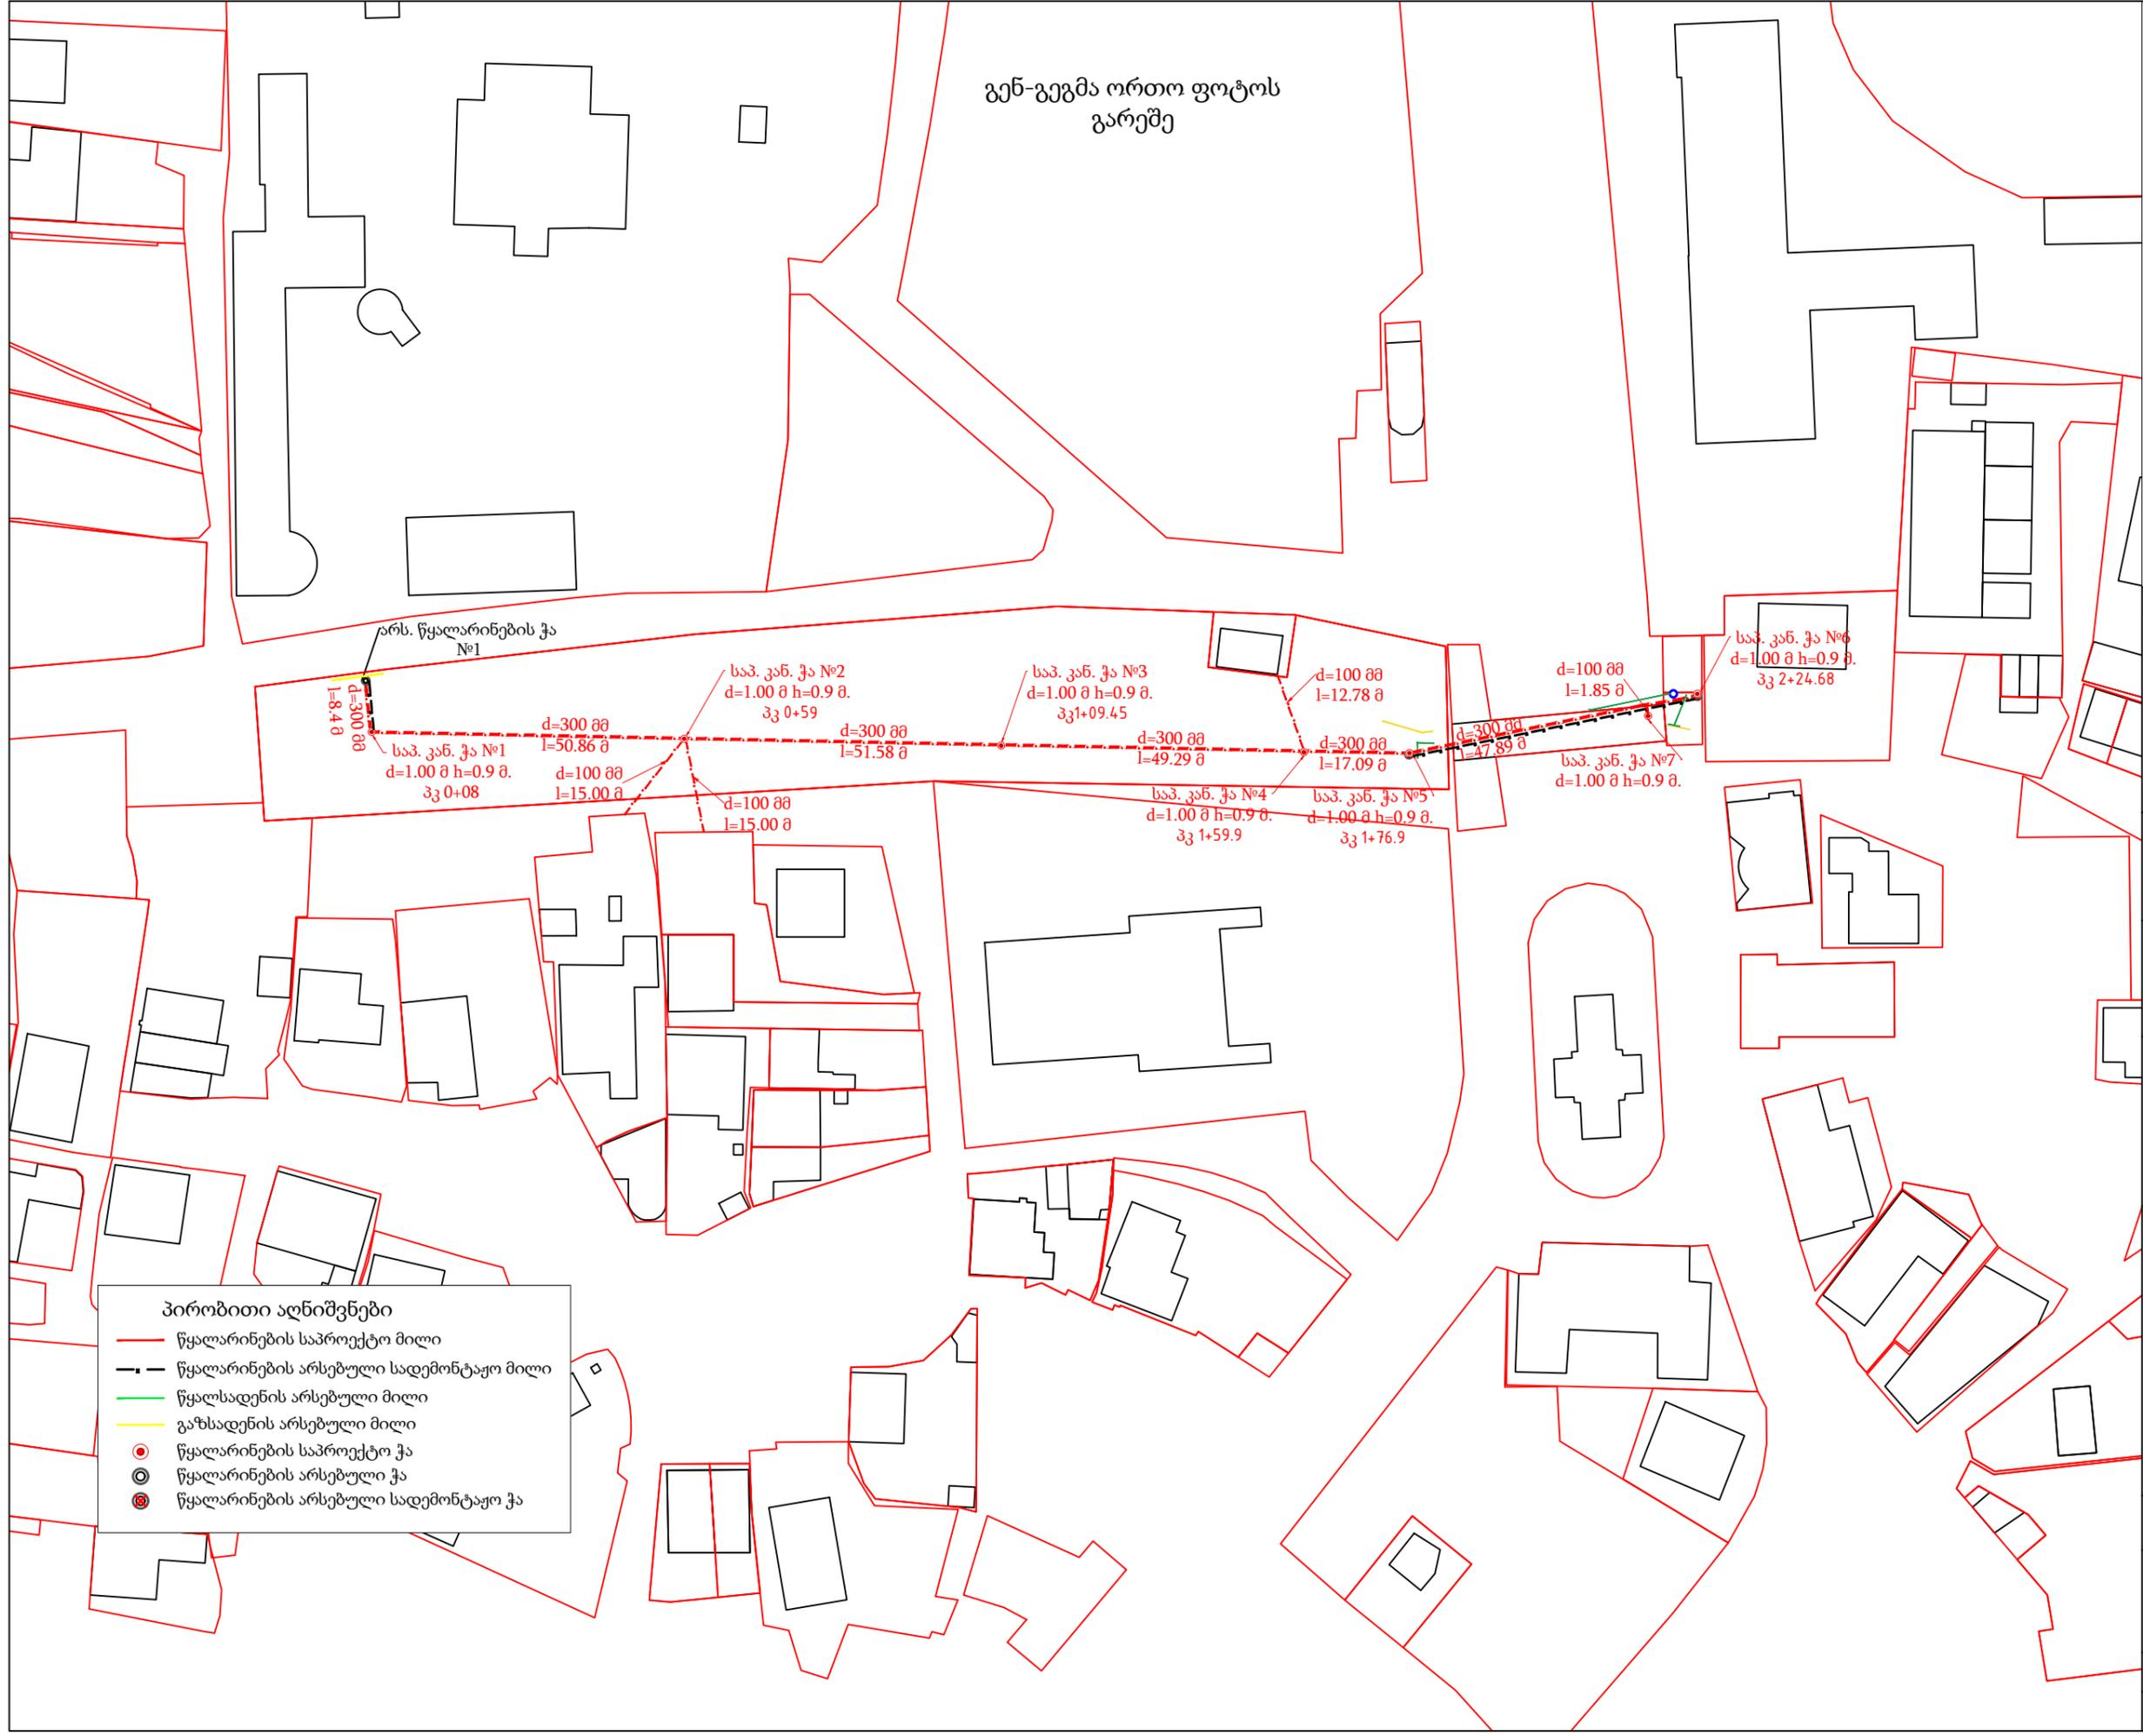 გენ-გეგმა ორთო ფოტოს
გარეშე
არს. წყალარინების ჭა
№1
d=300 მმ
l=8.4 მ
საპ. კან. ჭა №1
d=1.00 მ h=0.9 მ.
პკ 0+08
d=300 მმ
l=50.86 მ
საპ. კან. ჭა №2
d=1.00 მ h=0.9 მ.
პკ 0+59
d=100 მმ
l=15.00 მ
d=100 მმ
l=15.00 მ
d=300 მმ
l=51.58 მ
საპ. კან. ჭა №3
d=1.00 მ h=0.9 მ.
პკ1+09.45
d=300 მმ
l=49.29 მ
d=100 მმ
l=12.78 მ
d=300 მმ
l=17.09 მ
საპ. კან. ჭა №4
d=1.00 მ h=0.9 მ.
პკ 1+59.9
საპ. კან. ჭა №5
d=1.00 მ h=0.9 მ.
პკ 1+76.9
d=300 მმ
l=47.89 მ
d=100 მმ
l=1.85 მ
საპ. კან. ჭა №6
d=1.00 მ h=0.9 მ.
პკ 2+24.68
საპ. კან. ჭა №7
d=1.00 მ h=0.9 მ.
პირობითი აღნიშვნები
წყალარინების საპროექტო მილი
წყალარინების არსებული სადემონტაჟო მილი
წყალსადენის არსებული მილი
გაზსადენის არსებული მილი
წყალარინების საპროექტო ჭა
წყალარინების არსებული ჭა
წყალარინების არსებული სადემონტაჟო ჭა